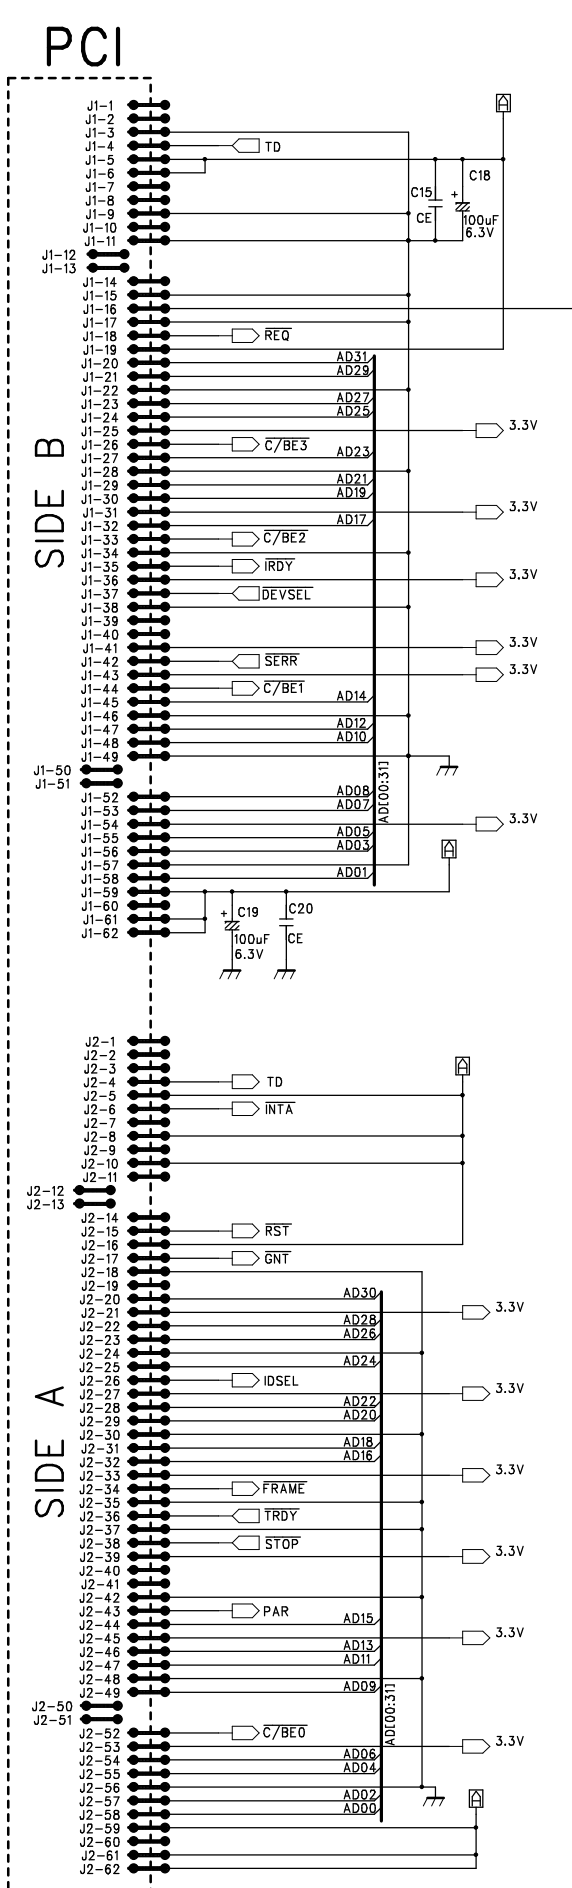 PCI
SIDE B
J1-1
J1-2
J1-3
J1-4 TD
J1-5
J1-6
J1-7
J1-8
J1-9
J1-10
J1-11
A
C15
CE
C18
+
100uF
6.3V
J1-12
J1-13
J1-14
J1-15
J1-16
J1-17
J1-18 REQ
J1-19
J1-20 AD31
J1-21 AD29
J1-22
J1-23 AD27
J1-24 AD25
J1-25 3.3V
J1-26 C/BE3
J1-27 AD23
J1-28
J1-29 AD21
J1-30 AD19
J1-31 3.3V
J1-32 AD17
J1-33 C/BE2
J1-34
J1-35 IRDY
J1-36 3.3V
J1-37 DEVSEL
J1-38
J1-39
J1-40
J1-41 3.3V
J1-42 SERR
J1-43 3.3V
J1-44 C/BE1
J1-45 AD14
J1-46
J1-47 AD12
J1-48 AD10
J1-49
J1-50
J1-51
AD[00:31]
J1-52 AD08
J1-53 AD07
J1-54 3.3V
J1-55 AD05
J1-56 AD03
J1-57
J1-58 AD01
A
J1-59
J1-60
J1-61
J1-62
+
C19
100uF
6.3V
C20
CE
SIDE A
J2-1
J2-2
J2-3
J2-4 TD
J2-5
J2-6 INTA
J2-7
J2-8
J2-9
J2-10
J2-11
A
J2-12
J2-13
J2-14
J2-15 RST
J2-16
J2-17 GNT
J2-18
J2-19
J2-20 AD30
J2-21 3.3V
J2-22 AD28
J2-23 AD26
J2-24
J2-25 AD24
J2-26 IDSEL
J2-27 3.3V
J2-28 AD22
J2-29 AD20
J2-30
J2-31 AD18
J2-32 AD16
J2-33 3.3V
J2-34 FRAME
J2-35
J2-36 TRDY
J2-37
J2-38 STOP
J2-39 3.3V
J2-40
J2-41
J2-42
J2-43 PAR
J2-44 AD15
J2-45 3.3V
J2-46 AD13
J2-47 AD11
J2-48
J2-49 AD09
J2-50
J2-51
AD[00:31]
J2-52 C/BE0
J2-53 3.3V
J2-54 AD06
J2-55 AD04
J2-56
J2-57 AD02
J2-58 AD00
A
J2-59
J2-60
J2-61
J2-62